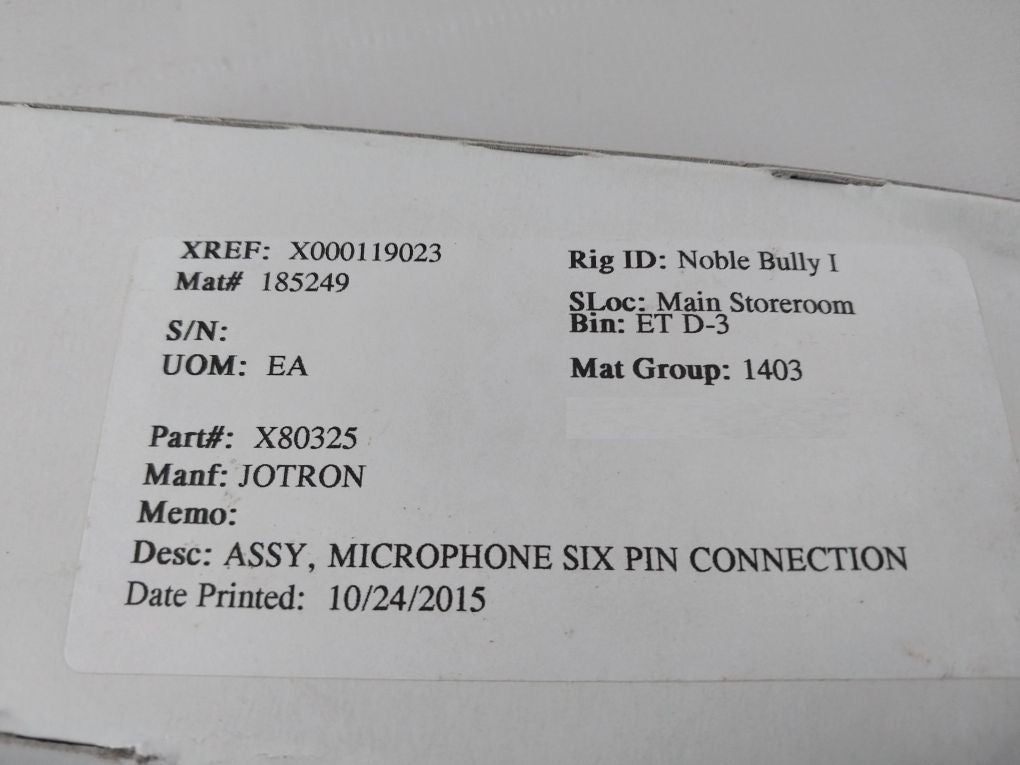 XREF: X000119023
Mat# 185249
S/N:
UOM: EA
Rig ID: Noble Bully I
SLoc: Main Storeroom
Bin: ET D-3
Mat Group: 1403
Part#: X80325
Manf: JOTRON
Memo:
Desc: ASSY, MICROPHONE SIX PIN CONNECTION
Date Printed: 10/24/2015